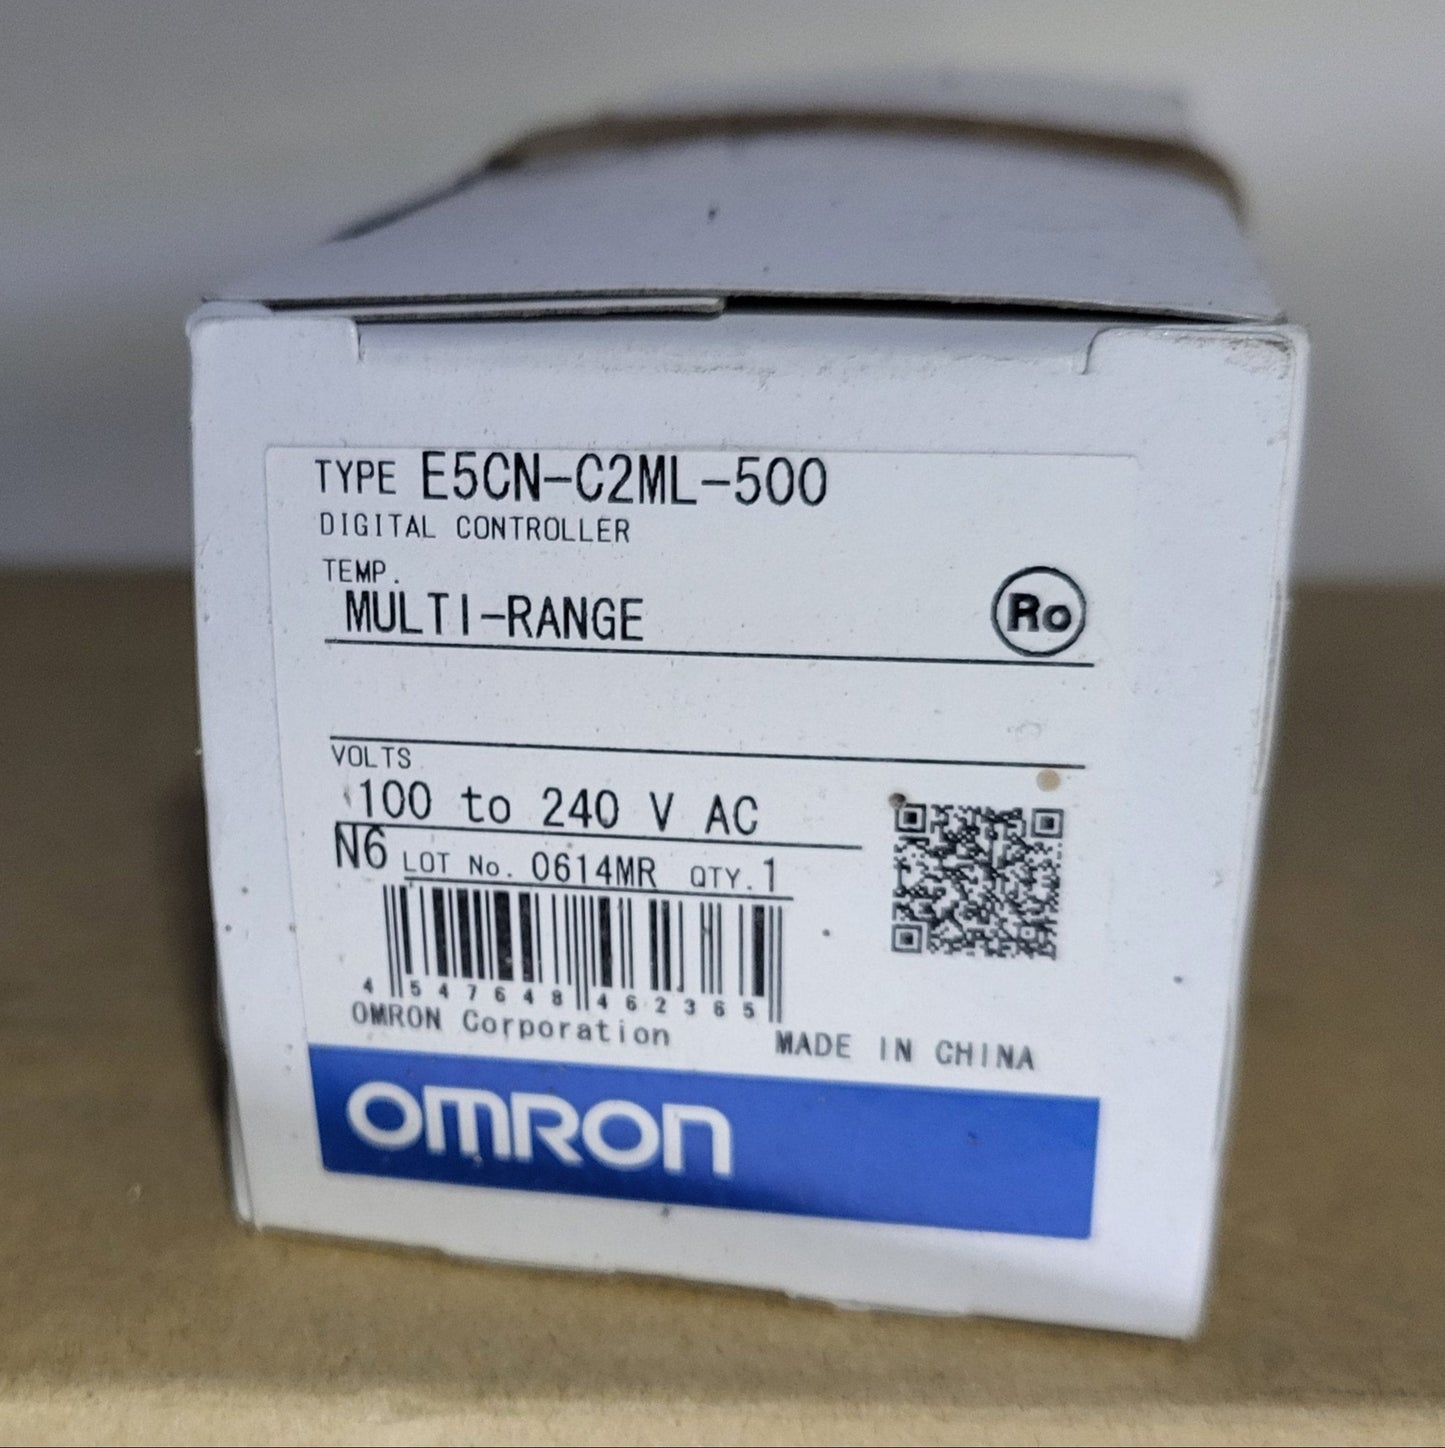 TYPE E5CN-C2ML-500
DIGITAL CONTROLLER
TEMP.
MULTI-RANGE
Ro
VOLTS
100 to 240 V AC
N6 LOT No. 0614MR QTY.1
4 547648 462365
OMRON Corporation
MADE IN CHINA
OMRON